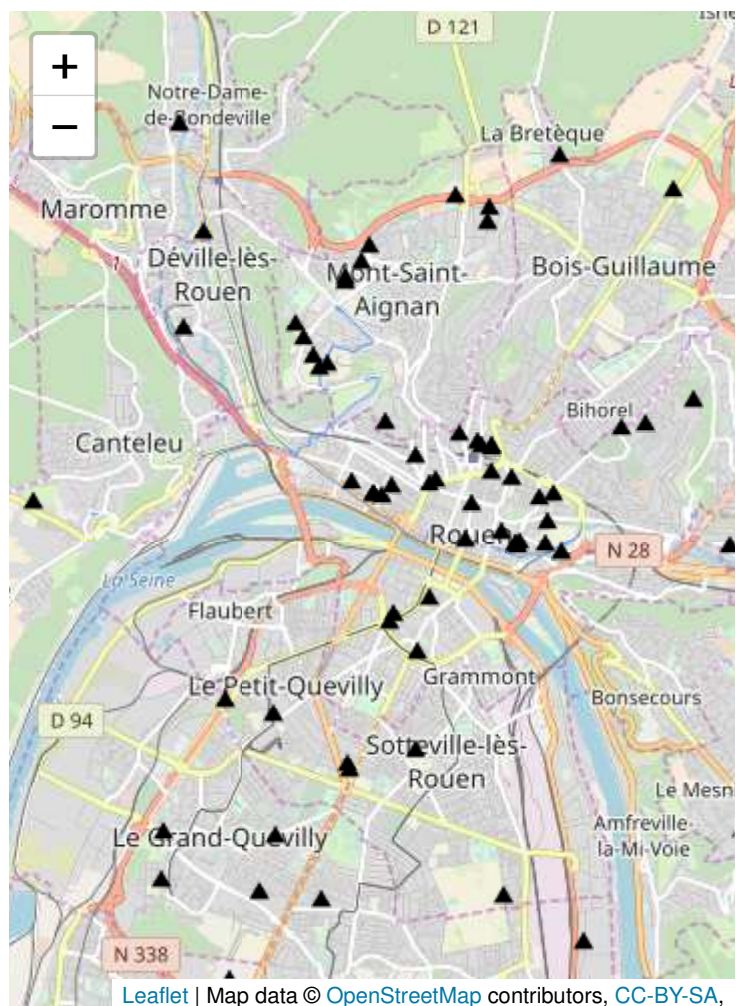 +
−
D 121
Notre-Dame-
de-Bondeville
La Bretèque
Maromme
1
Déville-lès-
Rouen
Mont-Saint-
Aignan
Bois-Guillaume
Bihorel
Canteleu
Rouen
N 28
La Seine
Flaubert
Le Petit-Quevilly
Grammont
Bonsecours
D 94
Sotteville-lès-
Rouen
Le Mesn
Amfreville-
la-Mi-Voie
Le Grand-Quevilly
N 338
Leaflet | Map data © OpenStreetMap contributors, CC-BY-SA,